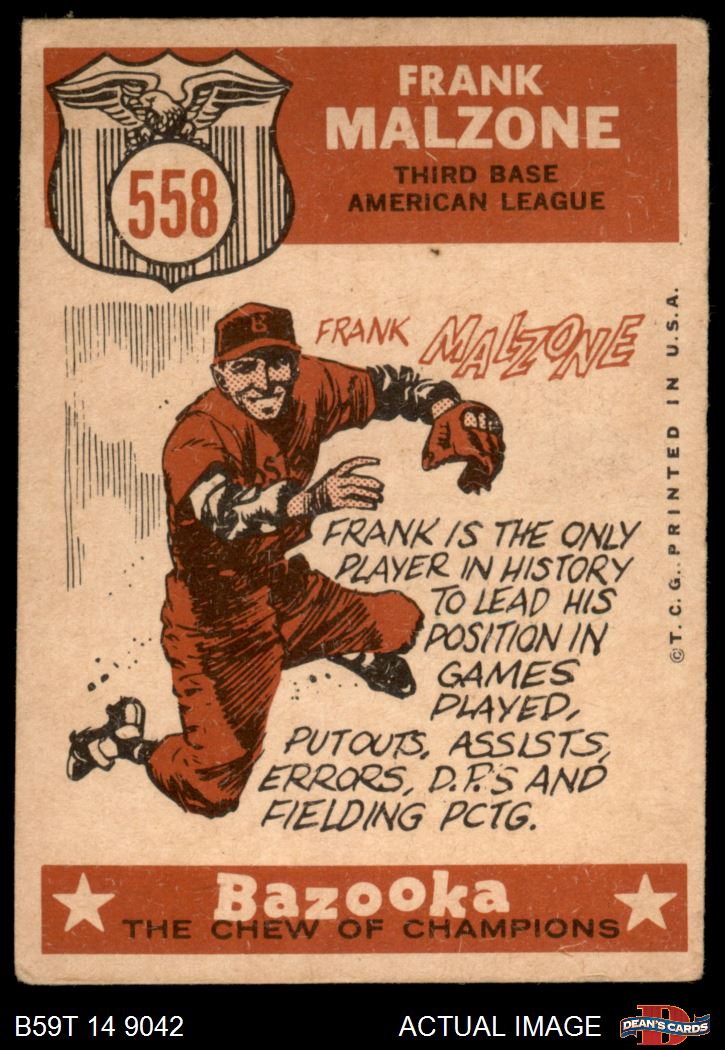 FRANK
MALZONE
THIRD BASE
AMERICAN LEAGUE
558
B
FRANK MALZONE
FRANK IS THE ONLY
PLAYER IN HISTORY
TO LEAD HIS
POSITION IN
GAMES
PLAYED,
PUTOUTS, ASSISTS,
ERRORS, D.P.'S AND
FIELDING PCTG.
© T. C. G. PRINTED IN U.S.A.
Bazooka
THE CHEW OF CHAMPIONS
B59T 14 9042
ACTUAL IMAGE
DEAN'S CARDS